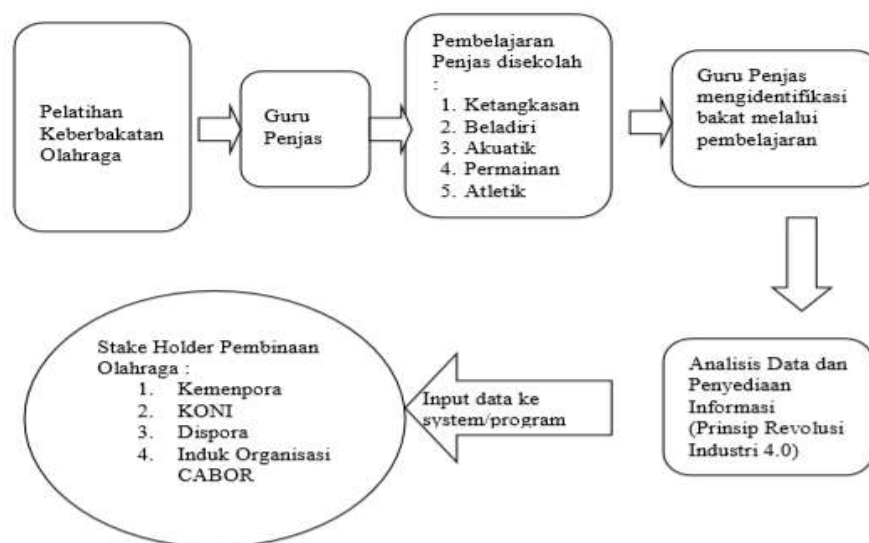 Pelatihan
Keberbakatan
Olahraga
Guru
Penjas
Pembelajaran
Penjas disekolah
:
1. Ketangkasan
2. Beladiri
3. Akuatik
4. Permainan
5. Atletik
Guru Penjas
mengidentifikasi
bakat melalui
pembelajaran
Analisis Data dan
Penyediaan
Informasi
(Prinsip Revolusi
Industri 4.0)
Input data ke
system/program
Stake Holder Pembinaan
Olahraga :
1. Kemenpora
2. KONI
3. Dispora
4. Induk Organisasi
CABOR